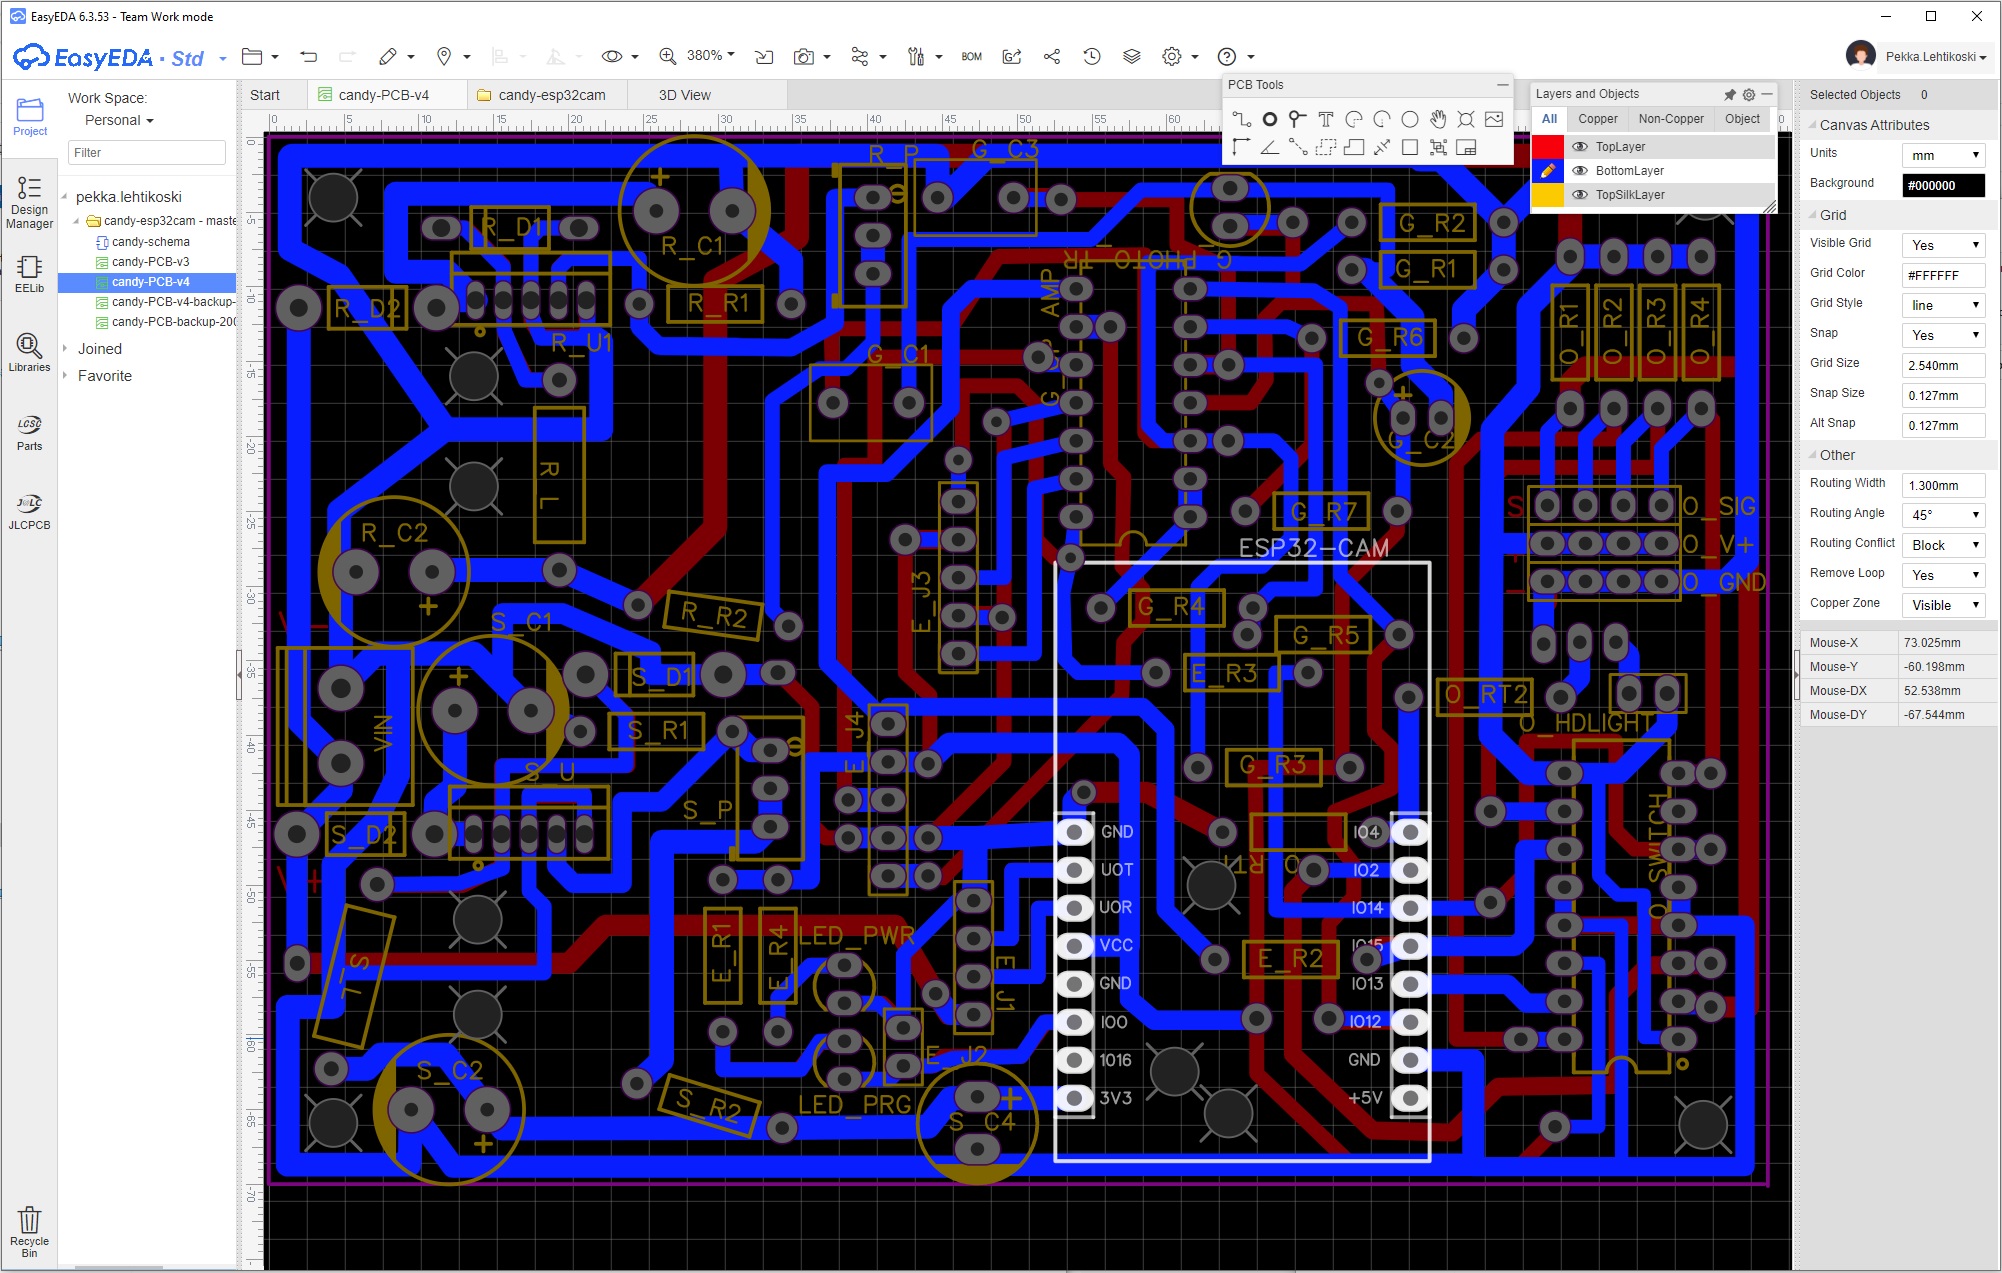 EasyEDA 6.3.53 - Team Work mode
EasyEDA · Std
380%
BOM
Pekka.Lehtikoski
Project
Design Manager
EELib
Libraries
LCSC
Parts
JLCPCB
Recycle Bin
Work Space:
Personal
Filter
pekka.lehtikoski
candy-esp32cam - maste
candy-schema
candy-PCB-v3
candy-PCB-v4
candy-PCB-v4-backup-
candy-PCB-backup-200
Joined
Favorite
Start
candy-PCB-v4
candy-esp32cam
3D View
PCB Tools
Layers and Objects
All
Copper
Non-Copper
Object
TopLayer
BottomLayer
TopSilkLayer
0 5 10 15 20 25 30 35 40 45 50 55 60
R_P
G_C3
R_D1
R_C1
G_R2
G_R1
G_PHOTO_TR
R_D2
R_R1
AMP
O_R1
O_R2
O_R3
O_R4
R_U1
G_C1
G_R6
G_C2
R_L
R_C2
G_R7
O_SIG
O_V+
O_GND
ESP32-CAM
E_J3
R_R2
G_R4
G_R5
S_C1
S_D1
E_R3
O_RT2
VIN
S_R1
E_J4
O_HDLIGHT
S_U
G_R3
S_P
S_D2
O_RT1
O_SWITCH
V+
GND
UOT
UOR
VCC
GND
IO0
1016
3V3
IO4
IO2
IO14
IO15
IO13
IO12
GND
+5V
S_L
E_R1
E_R4
LED_PWR
E_J1
E_R2
E_J2
S_C2
S_R2
LED_PRG
S_C4
Selected Objects 0
Canvas Attributes
Units mm
Background #000000
Grid
Visible Grid Yes
Grid Color #FFFFFF
Grid Style line
Snap Yes
Grid Size 2.540mm
Snap Size 0.127mm
Alt Snap 0.127mm
Other
Routing Width 1.300mm
Routing Angle 45°
Routing Conflict Block
Remove Loop Yes
Copper Zone Visible
Mouse-X 73.025mm
Mouse-Y -60.198mm
Mouse-DX 52.538mm
Mouse-DY -67.544mm